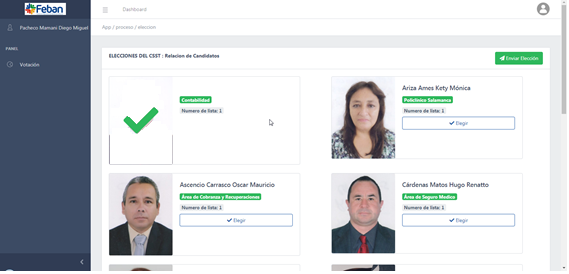 Feban
Dashboard
Pacheco Mamani Diego Miguel
App / proceso / eleccion
PANEL
Votación
ELECCIONES DEL CSST : Relacion de Candidatos
Enviar Elección
Contabilidad
Numero de lista: 1
Ariza Ames Kety Mónica
Policlinico Salamanca
Numero de lista: 1
Elegir
Ascencio Carrasco Oscar Mauricio
Area de Cobranza y Recuperaciones
Numero de lista: 1
Elegir
Cárdenas Matos Hugo Renatto
Area de Seguro Medico
Numero de lista: 1
Elegir